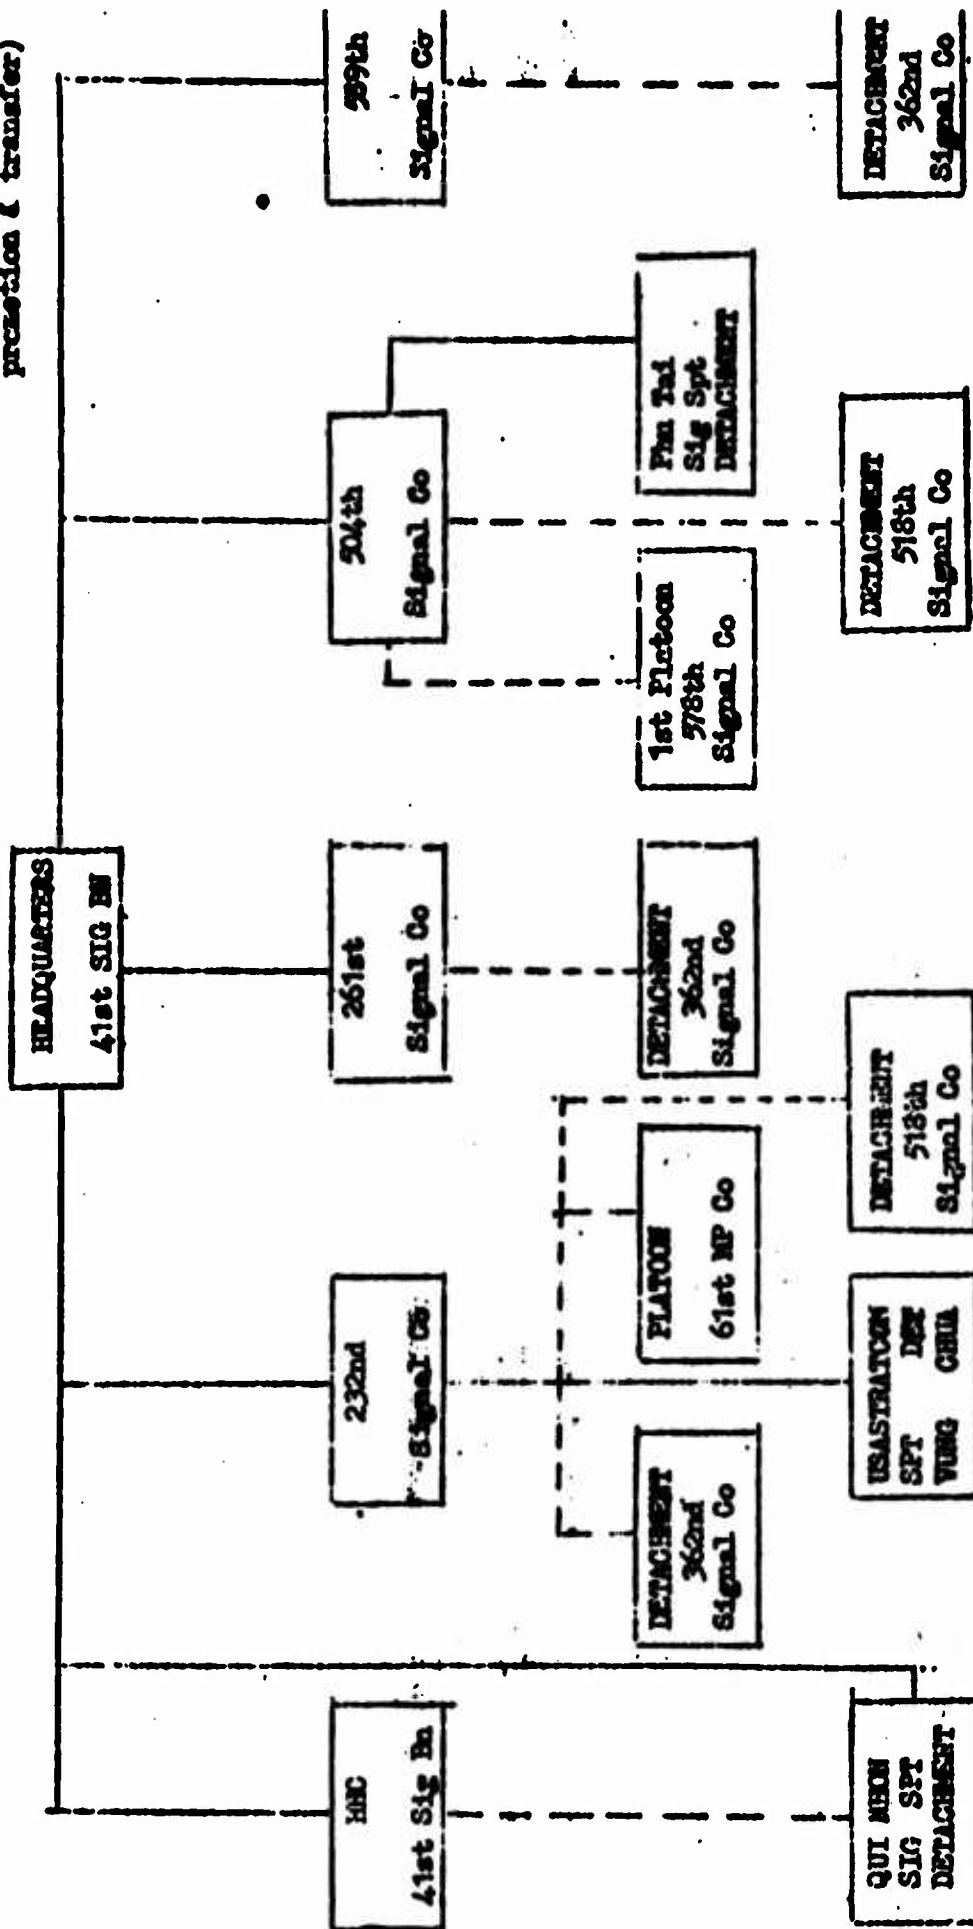 promotion & transfer)
HEADQUARTERS
41st SIG BN
HHC
41st Sig Bn
232nd
Signal Co
261st
Signal Co
504th
Signal Co
589th
Signal Co
DETACHMENT
362nd
Signal Co
PLATOON
61st MP Co
DETACHMENT
362nd
Signal Co
1st Platoon
578th
Signal Co
Phu Tai
Sig Spt
DETACHMENT
QUI NHON
SIG SPT
DETACHMENT
USASTRATCOM
SPT DET
VUNG CHUA
DETACHMENT
518th
Signal Co
DETACHMENT
518th
Signal Co
DETACHMENT
362nd
Signal Co